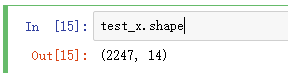 In [15]: test_x.shape
Out[15]: (2247, 14)